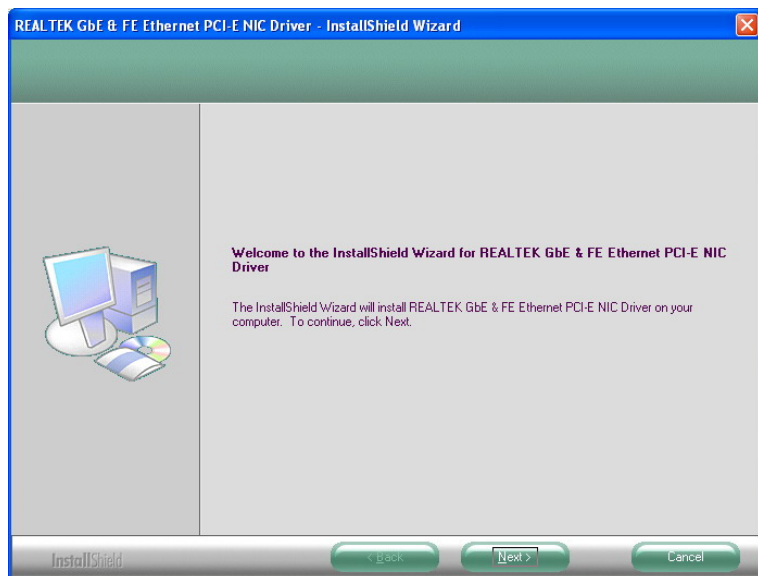 REALTEK GbE & FE Ethernet PCI-E NIC Driver - InstallShield Wizard
Welcome to the InstallShield Wizard for REALTEK GbE & FE Ethernet PCI-E NIC
Driver
The InstallShield Wizard will install REALTEK GbE & FE Ethernet PCI-E NIC Driver on your
computer. To continue, click Next.
InstallShield
< Back
Next >
Cancel